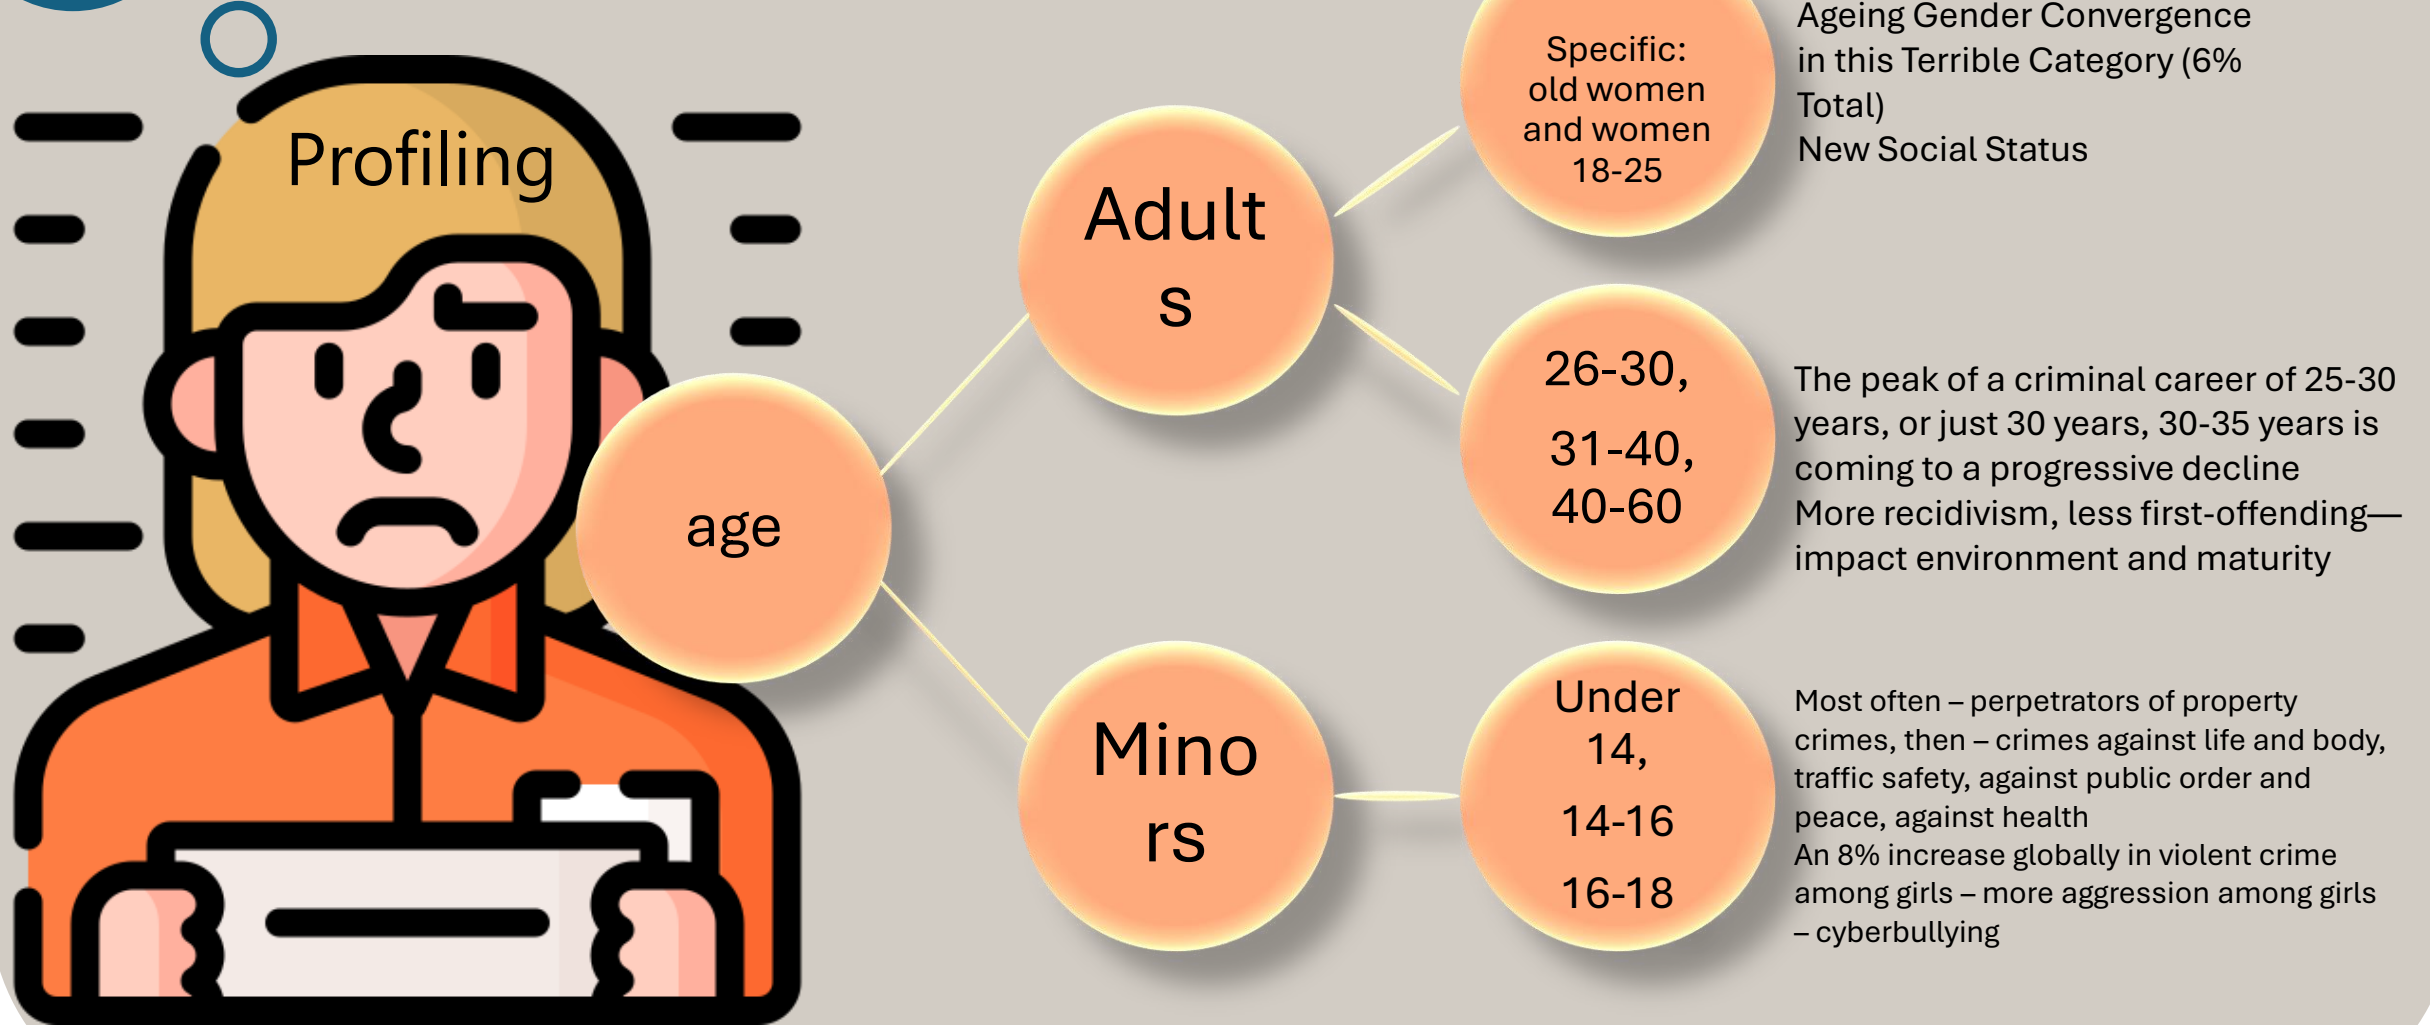 Profiling
age
Adult
s
Specific:
old women
and women
18-25
Ageing Gender Convergence
in this Terrible Category (6%
Total)
New Social Status
26-30,
31-40,
40-60
The peak of a criminal career of 25-30
years, or just 30 years, 30-35 years is
coming to a progressive decline
More recidivism, less first-offending—
impact environment and maturity
Mino
rs
Under
14,
14-16
16-18
Most often – perpetrators of property
crimes, then – crimes against life and body,
traffic safety, against public order and
peace, against health
An 8% increase globally in violent crime
among girls – more aggression among girls
– cyberbullying